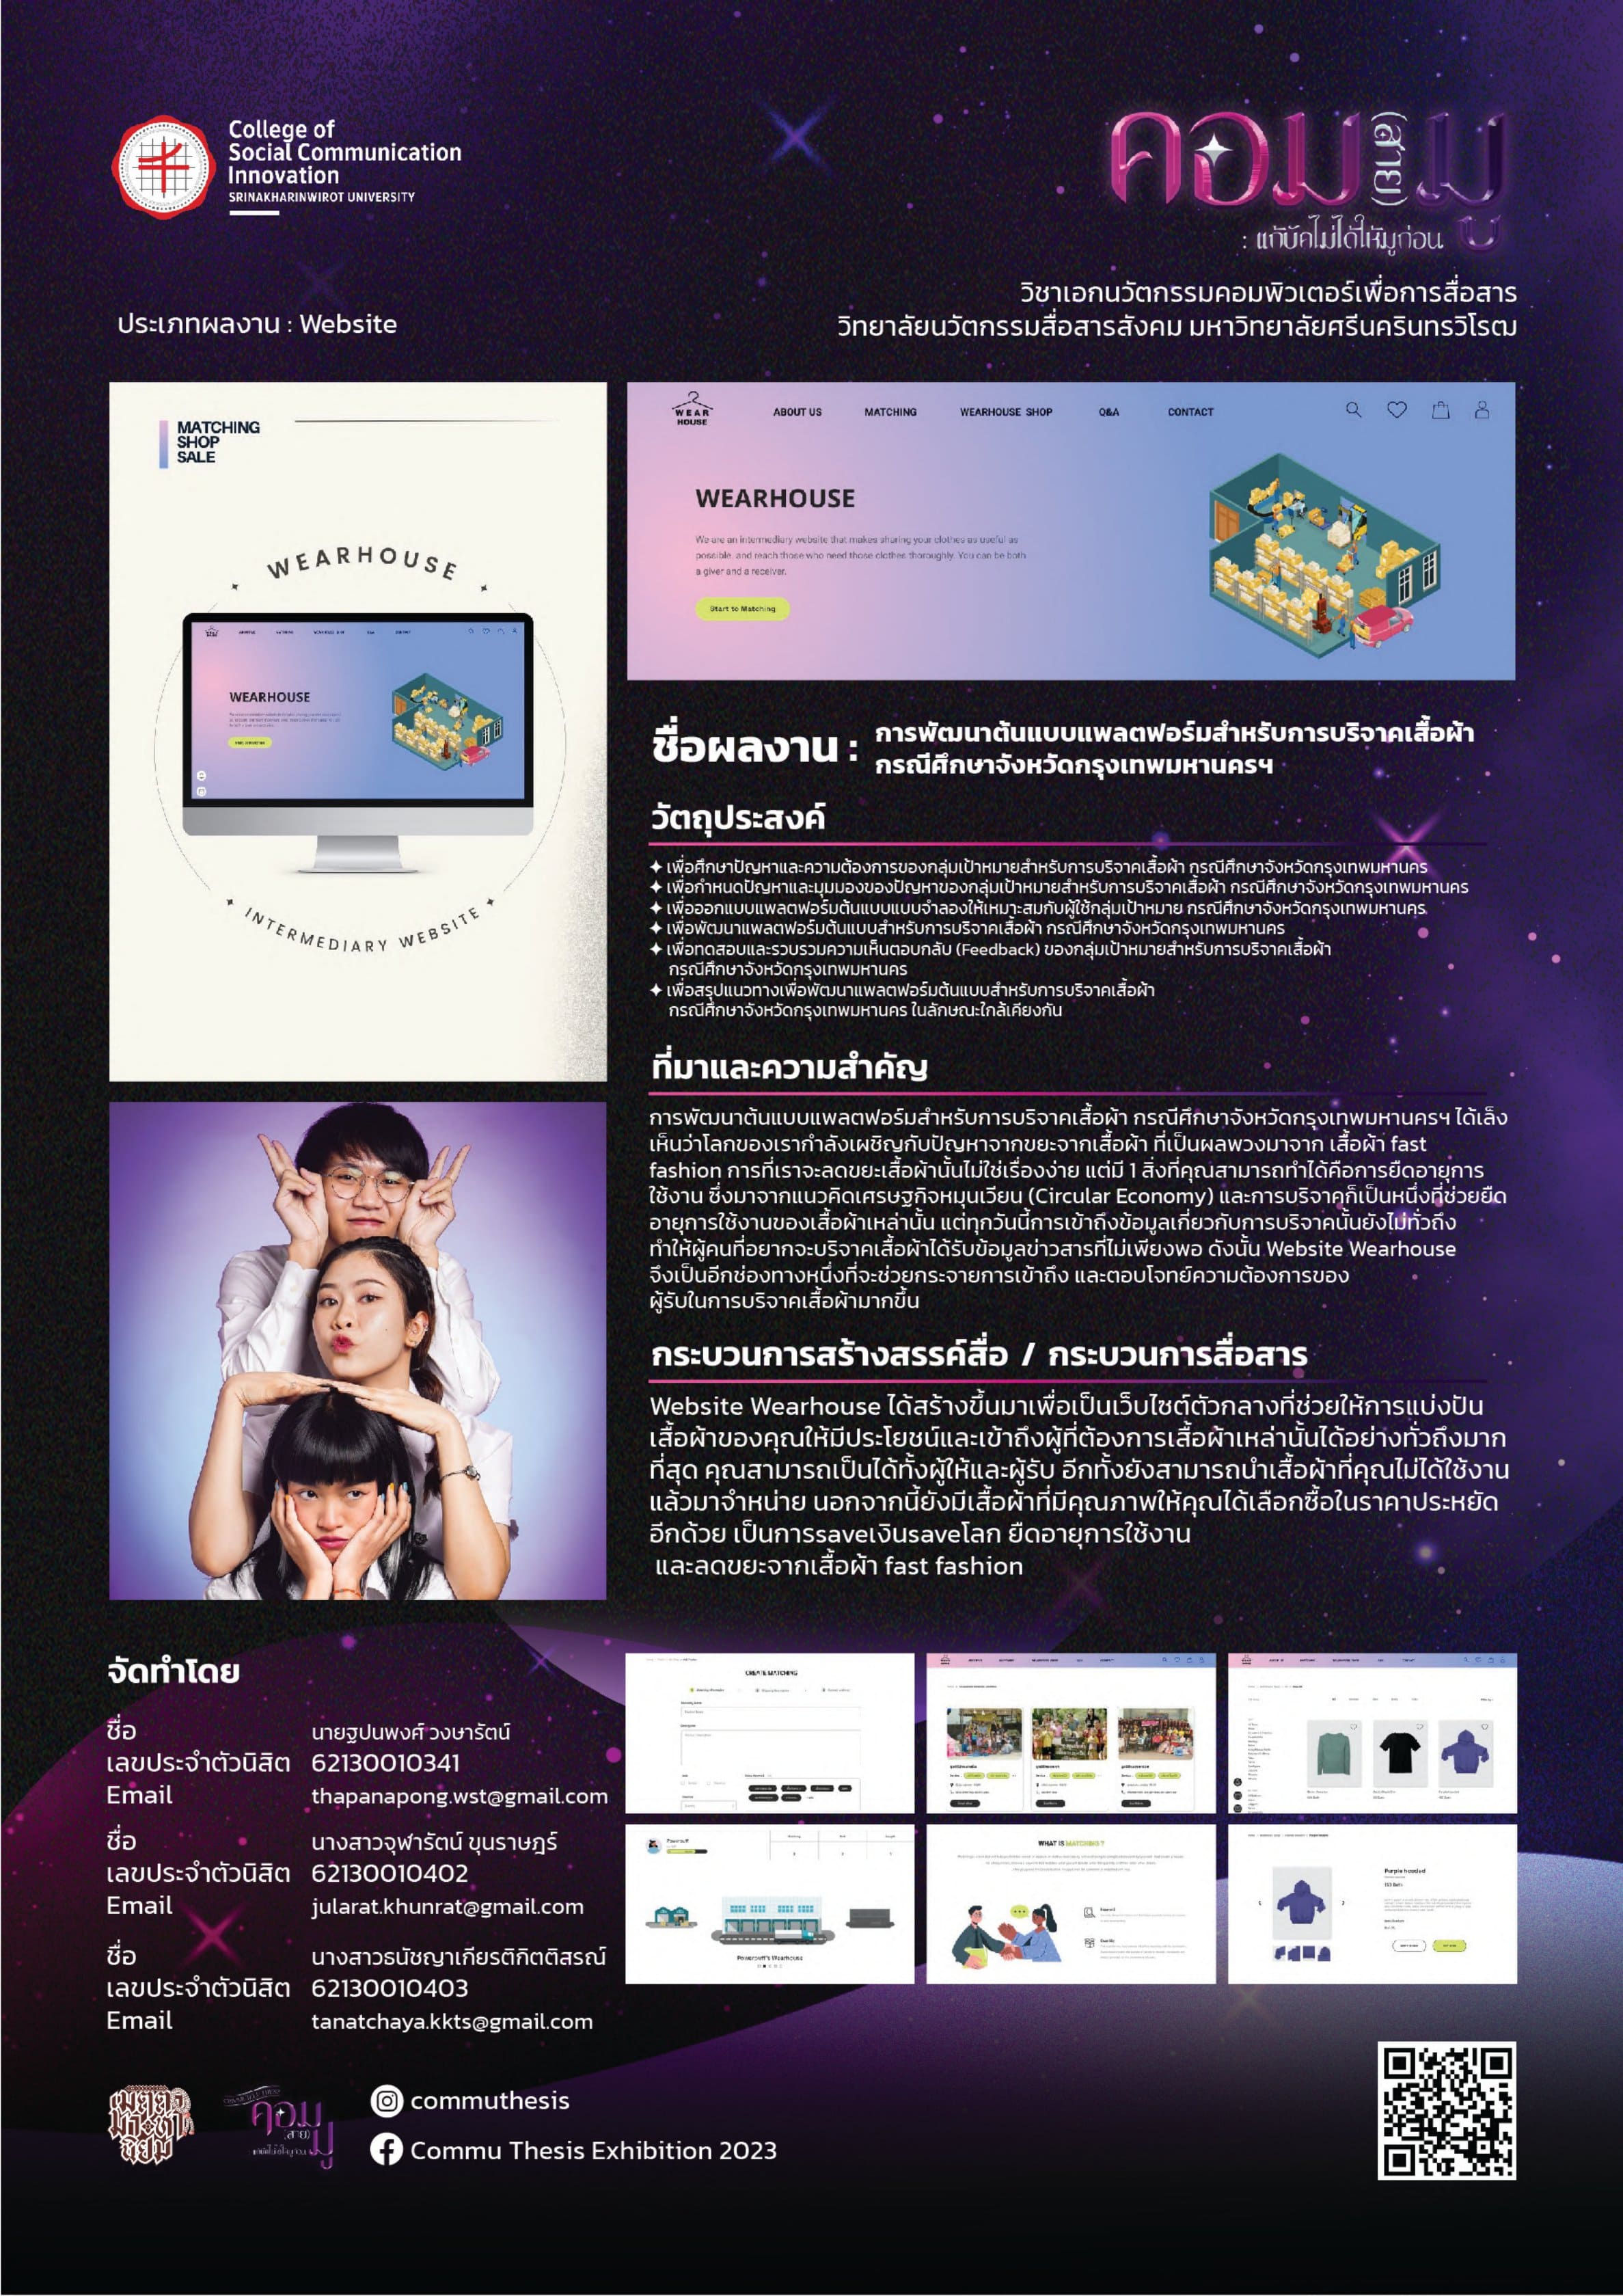 College of
Social Communication
Innovation
SRINAKHARINWIROT UNIVERSITY
คอม(สาย)มู
: แก้บัคไม่ได้ให้มูก่อน
วิชาเอกนวัตกรรมคอมพิวเตอร์เพื่อการสื่อสาร
วิทยาลัยนวัตกรรมสื่อสารสังคม มหาวิทยาลัยศรีนครินทรวิโรฒ
ประเภทผลงาน : Website
MATCHING
SHOP
SALE
WEARHOUSE
WEARHOUSE
INTERMEDIARY WEBSITE
WEAR
HOUSE
ABOUT US
MATCHING
WEARHOUSE SHOP
Q&A
CONTACT
WEARHOUSE
We are an intermediary website that makes sharing your clothes as useful as
possible, and reach those who need those clothes thoroughly. You can be both
a giver and a receiver.
Start to Matching
ชื่อผลงาน : การพัฒนาต้นแบบแพลตฟอร์มสำหรับการบริจาคเสื้อผ้า
กรณีศึกษาจังหวัดกรุงเทพมหานครฯ
วัตถุประสงค์
เพื่อศึกษาปัญหาและความต้องการของกลุ่มเป้าหมายสำหรับการบริจาคเสื้อผ้า กรณีศึกษาจังหวัดกรุงเทพมหานคร
เพื่อกำหนดปัญหาและมุมมองของปัญหาของกลุ่มเป้าหมายสำหรับการบริจาคเสื้อผ้า กรณีศึกษาจังหวัดกรุงเทพมหานคร
เพื่อออกแบบแพลตฟอร์มต้นแบบแบบจำลองให้เหมาะสมกับผู้ใช้กลุ่มเป้าหมาย กรณีศึกษาจังหวัดกรุงเทพมหานคร
เพื่อพัฒนาแพลตฟอร์มต้นแบบสำหรับการบริจาคเสื้อผ้า กรณีศึกษาจังหวัดกรุงเทพมหานคร
เพื่อทดสอบและรวบรวมความเห็นตอบกลับ (Feedback) ของกลุ่มเป้าหมายสำหรับการบริจาคเสื้อผ้า
กรณีศึกษาจังหวัดกรุงเทพมหานคร
เพื่อสรุปแนวทางเพื่อพัฒนาแพลตฟอร์มต้นแบบสำหรับการบริจาคเสื้อผ้า
กรณีศึกษาจังหวัดกรุงเทพมหานคร ในลักษณะใกล้เคียงกัน
ที่มาและความสำคัญ
การพัฒนาต้นแบบแพลตฟอร์มสำหรับการบริจาคเสื้อผ้า กรณีศึกษาจังหวัดกรุงเทพมหานครฯ ได้เล็ง
เห็นว่าโลกของเรากำลังเผชิญกับปัญหาจากขยะจากเสื้อผ้า ที่เป็นผลพวงมาจาก เสื้อผ้า fast
fashion การที่เราจะลดขยะเสื้อผ้านั้นไม่ใช่เรื่องง่าย แต่มี 1 สิ่งที่คุณสามารถทำได้คือการยืดอายุการ
ใช้งาน ซึ่งมาจากแนวคิดเศรษฐกิจหมุนเวียน (Circular Economy) และการบริจาคก็เป็นหนึ่งที่ช่วยยืด
อายุการใช้งานของเสื้อผ้าเหล่านั้น แต่ทุกวันนี้การเข้าถึงข้อมูลเกี่ยวกับการบริจาคนั้นยังไม่ทั่วถึง
ทำให้ผู้คนที่อยากจะบริจาคเสื้อผ้าได้รับข้อมูลข่าวสารที่ไม่เพียงพอ ดังนั้น Website Wearhouse
จึงเป็นอีกช่องทางหนึ่งที่จะช่วยกระจายการเข้าถึง และตอบโจทย์ความต้องการของ
ผู้รับในการบริจาคเสื้อผ้ามากขึ้น
กระบวนการสร้างสรรค์สื่อ / กระบวนการสื่อสาร
Website Wearhouse ได้สร้างขึ้นมาเพื่อเป็นเว็บไซต์ตัวกลางที่ช่วยให้การแบ่งปัน
เสื้อผ้าของคุณให้มีประโยชน์และเข้าถึงผู้ที่ต้องการเสื้อผ้าเหล่านั้นได้อย่างทั่วถึงมาก
ที่สุด คุณสามารถเป็นได้ทั้งผู้ให้และผู้รับ อีกทั้งยังสามารถนำเสื้อผ้าที่คุณไม่ได้ใช้งาน
แล้วมาจำหน่าย นอกจากนี้ยังมีเสื้อผ้าที่มีคุณภาพให้คุณได้เลือกซื้อในราคาประหยัด
อีกด้วย เป็นการsaveเงินsaveโลก ยืดอายุการใช้งาน
และลดขยะจากเสื้อผ้า fast fashion
จัดทำโดย
ชื่อ นายฐปนพงศ์ วงษารัตน์
เลขประจำตัวนิสิต 62130010341
Email thapanapong.wst@gmail.com
ชื่อ นางสาวจุฬารัตน์ ขุนราษฎร์
เลขประจำตัวนิสิต 62130010402
Email jularat.khunrat@gmail.com
ชื่อ นางสาวธนัชญาเกียรติกิตติสรณ์
เลขประจำตัวนิสิต 62130010403
Email tanatchaya.kkts@gmail.com
CREATE MATCHING
Powercroft's Wearhouse
WHAT IS MATCHING ?
Purple hooded
commuthesis
Commu Thesis Exhibition 2023